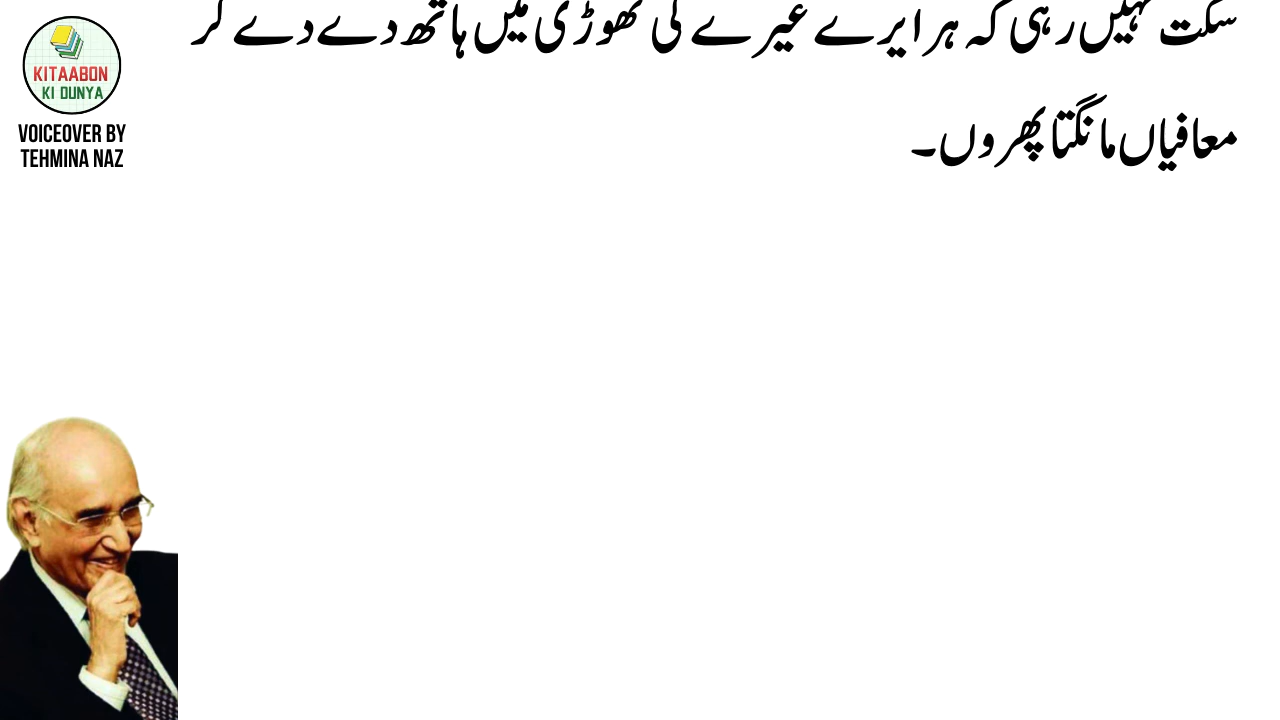 سکت نہیں رہی کہ ہر ایرے غیرے کی ٹھوڑی میں ہاتھ دے دے کر
معافیاں مانگتا پھروں۔
KITAABON
KI DUNYA
VOICEOVER BY
TEHMINA NAZ